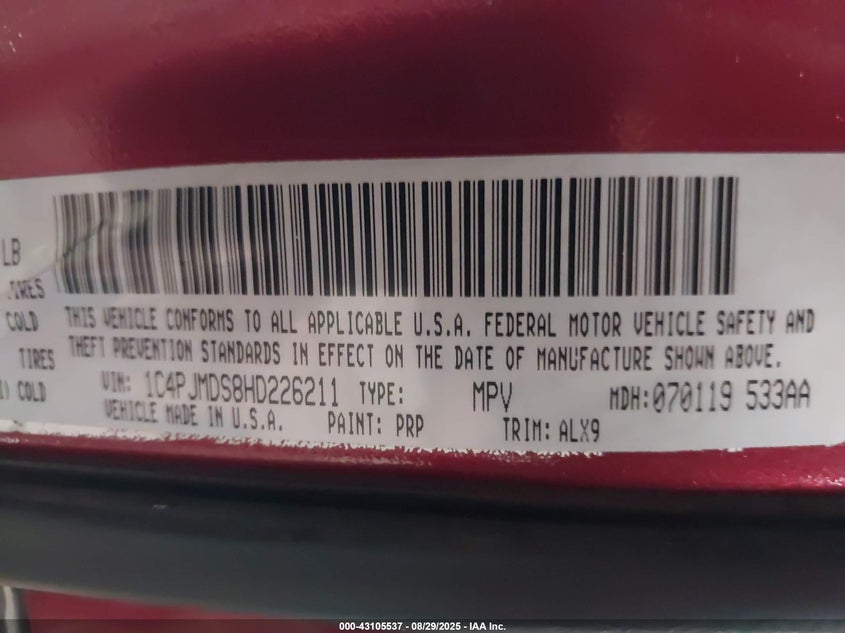 LB
TIRES
COLD
TIRES
) COLD
THIS VEHICLE CONFORMS TO ALL APPLICABLE U.S.A. FEDERAL MOTOR VEHICLE SAFETY AND
THEFT PREVENTION STANDARDS IN EFFECT ON THE DATE OF MANUFACTURE SHOWN ABOVE.
VIN: 1C4PJMDS8HD226211 TYPE: MPV MDH:070119 533AA
VEHICLE MADE IN U.S.A. PAINT: PRP TRIM: ALX9
000-43105537 - 08/29/2025 - IAA Inc.